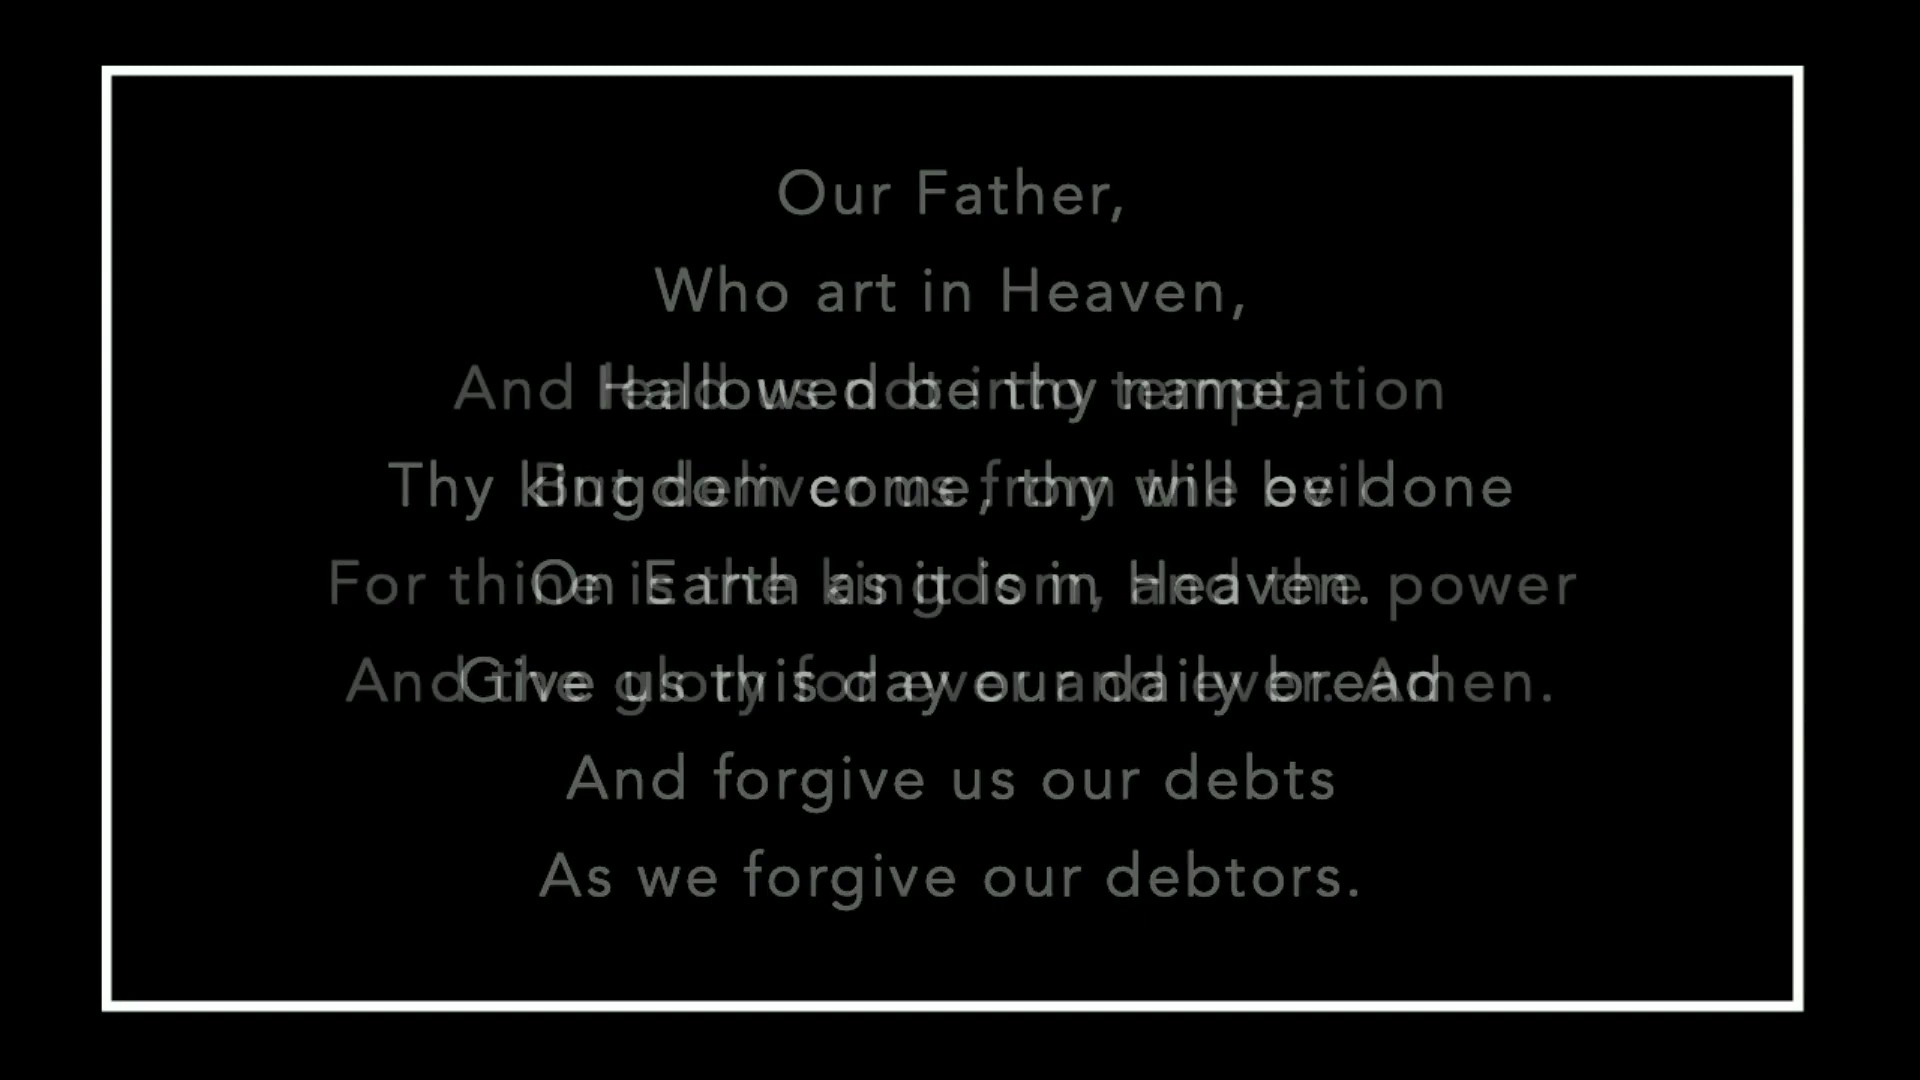 Our Father,
Who art in Heaven,
Hallowed be thy name,
Thy kingdom come, thy will be done
On Earth as it is in Heaven.
Give us this day our daily bread
And forgive us our debts
As we forgive our debtors.
And lead us not into temptation
But deliver us from the evil
For thine is the kingdom, and the power
And the glory for ever and ever. Amen.